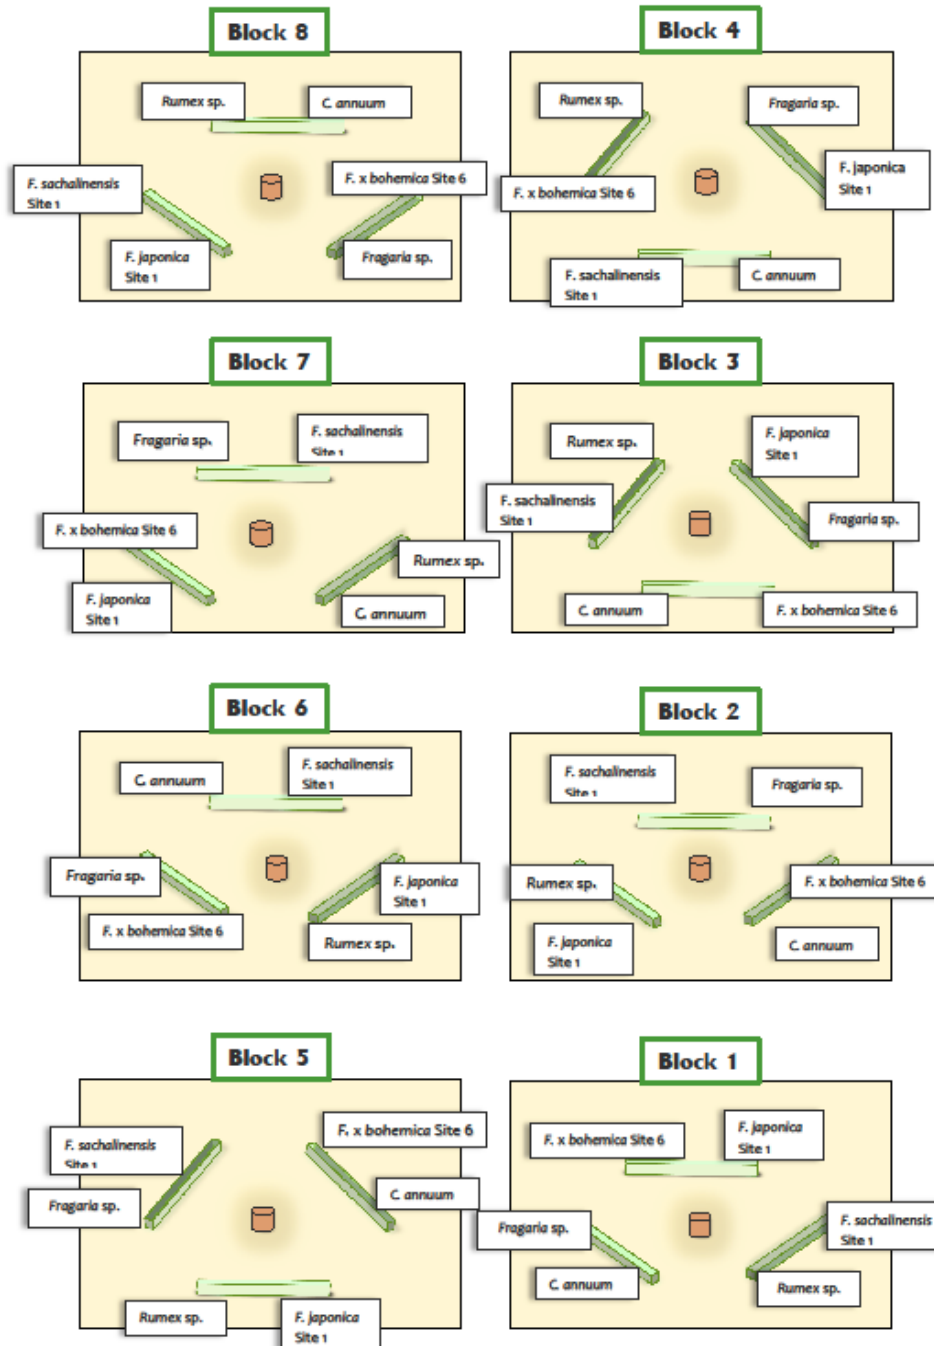 Block 8
Rumex sp.
C. annuum
F. sachalinensis
Site 1
F. x bohemica Site 6
F. japonica
Site 1
Fragaria sp.
Block 4
Rumex sp.
Fragaria sp.
F. x bohemica Site 6
F. japonica
Site 1
F. sachalinensis
Site 1
C. annuum
Block 7
Fragaria sp.
F. sachalinensis
Site 1
F. x bohemica Site 6
Rumex sp.
F. japonica
Site 1
C. annuum
Block 3
Rumex sp.
F. japonica
Site 1
F. sachalinensis
Site 1
Fragaria sp.
C. annuum
F. x bohemica Site 6
Block 6
C. annuum
F. sachalinensis
Site 1
Fragaria sp.
F. japonica
Site 1
F. x bohemica Site 6
Rumex sp.
Block 2
F. sachalinensis
Site 1
Fragaria sp.
Rumex sp.
F. x bohemica Site 6
F. japonica
Site 1
C. annuum
Block 5
F. sachalinensis
Site 1
F. x bohemica Site 6
Fragaria sp.
C. annuum
Rumex sp.
F. japonica
Site 1
Block 1
F. x bohemica Site 6
F. japonica
Site 1
Fragaria sp.
F. sachalinensis
Site 1
C. annuum
Rumex sp.